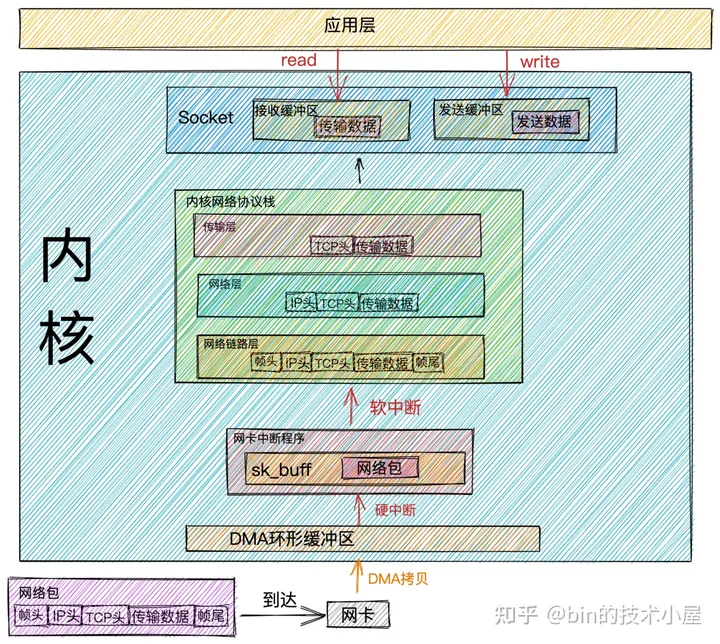 应用层
read
write
Socket
接收缓冲区
传输数据
发送缓冲区
发送数据
内核
内核网络协议栈
传输层
TCP头 传输数据
网络层
IP头 TCP头 传输数据
网络链路层
帧头 IP头 TCP头 传输数据 帧尾
软中断
网卡中断程序
sk_buff
网络包
硬中断
DMA环形缓冲区
DMA拷贝
网络包
帧头 IP头 TCP头 传输数据 帧尾
到达
网卡
知乎 @bin的技术小屋